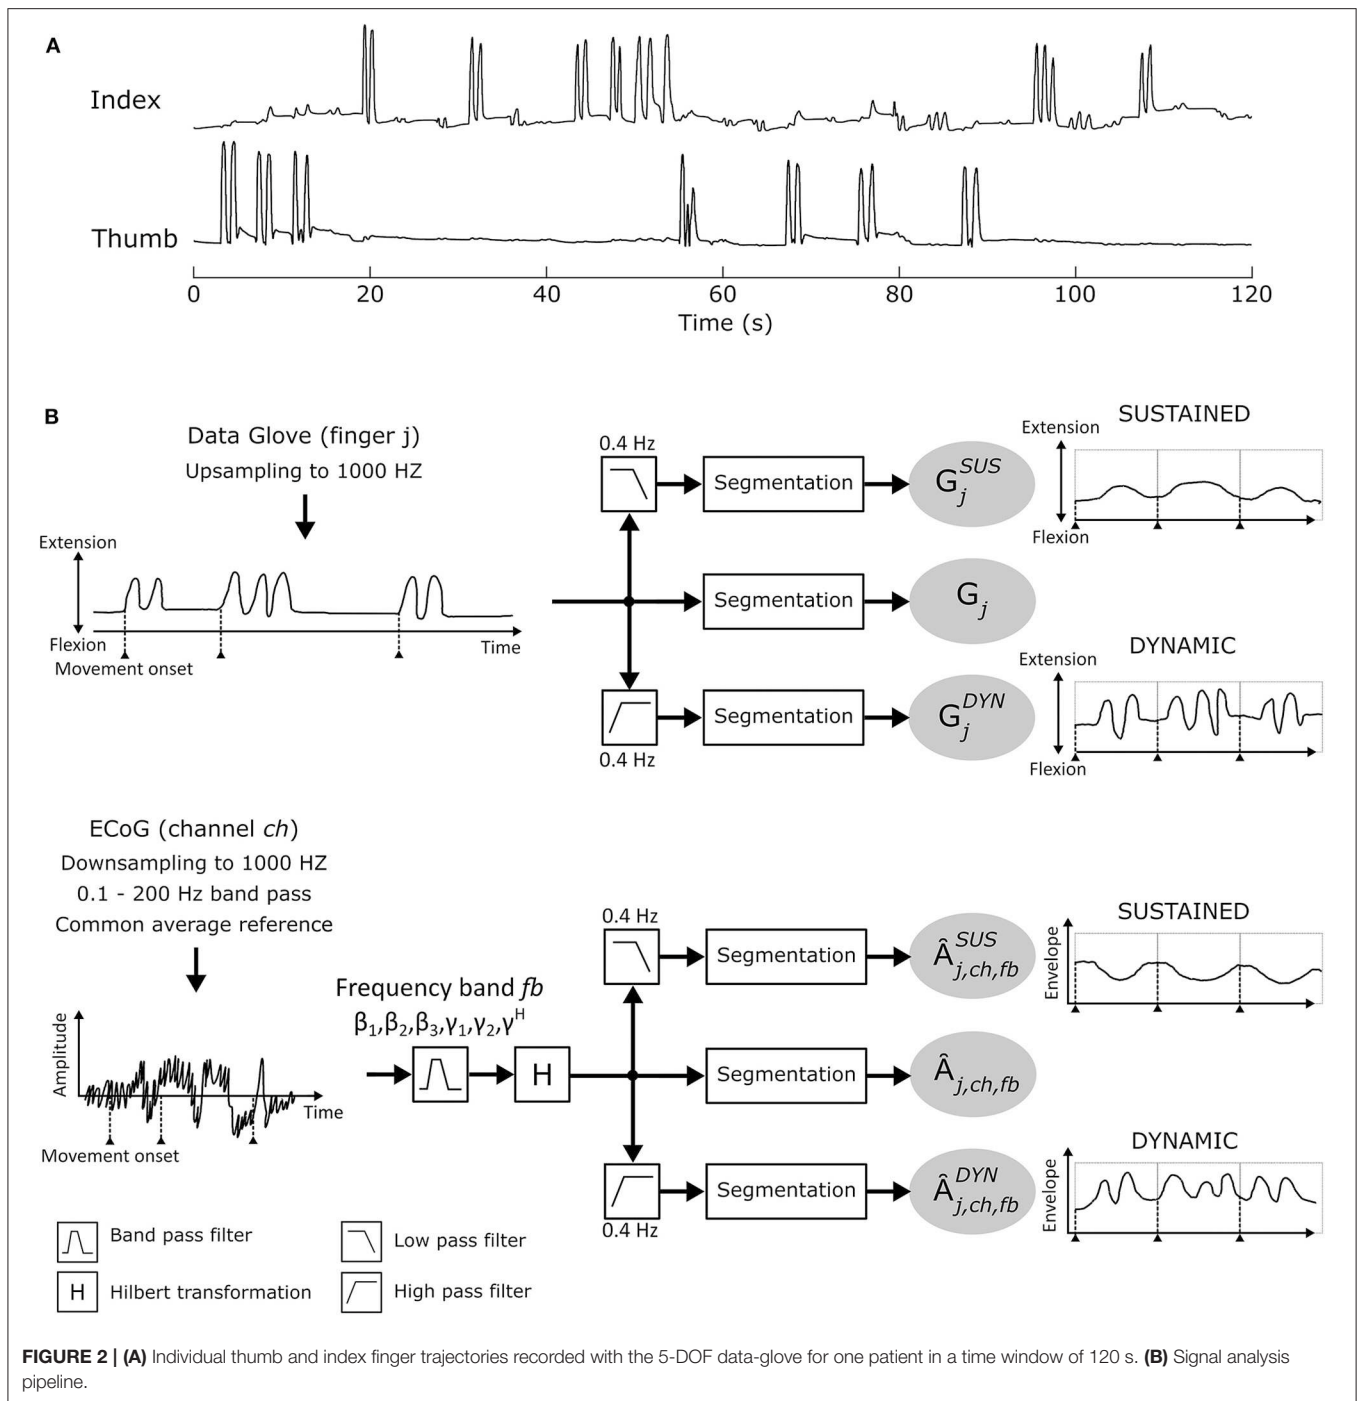 A
Index
Thumb
0 20 40 60 80 100 120
Time (s)
B
Data Glove (finger j)
Upsampling to 1000 HZ
Extension
Flexion
Time
Movement onset
0.4 Hz
Segmentation
G_j^SUS
SUSTAINED
Extension
Flexion
Segmentation
G_j
0.4 Hz
Segmentation
G_j^DYN
DYNAMIC
Extension
Flexion
ECoG (channel ch)
Downsampling to 1000 HZ
0.1 - 200 Hz band pass
Common average reference
Amplitude
Time
Movement onset
Frequency band fb
β₁,β₂,β₃,γ₁,γ₂,γᴴ
H
0.4 Hz
Segmentation
Â_j,ch,fb^SUS
SUSTAINED
Envelope
Segmentation
Â_j,ch,fb
0.4 Hz
Segmentation
Â_j,ch,fb^DYN
DYNAMIC
Envelope
Band pass filter
Low pass filter
H Hilbert transformation
High pass filter
FIGURE 2 | (A) Individual thumb and index finger trajectories recorded with the 5-DOF data-glove for one patient in a time window of 120 s. (B) Signal analysis
pipeline.